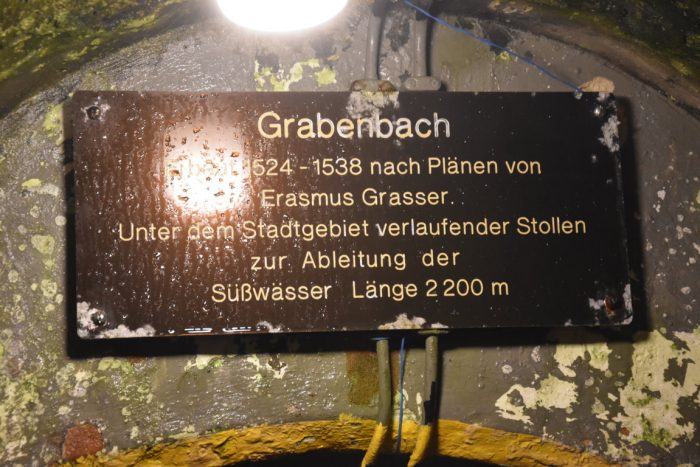 Grabenbach
1524 - 1538 nach Plänen von
Erasmus Grasser.
Unter dem Stadtgebiet verlaufender Stollen
zur Ableitung der
Süßwässer Länge 2 200 m